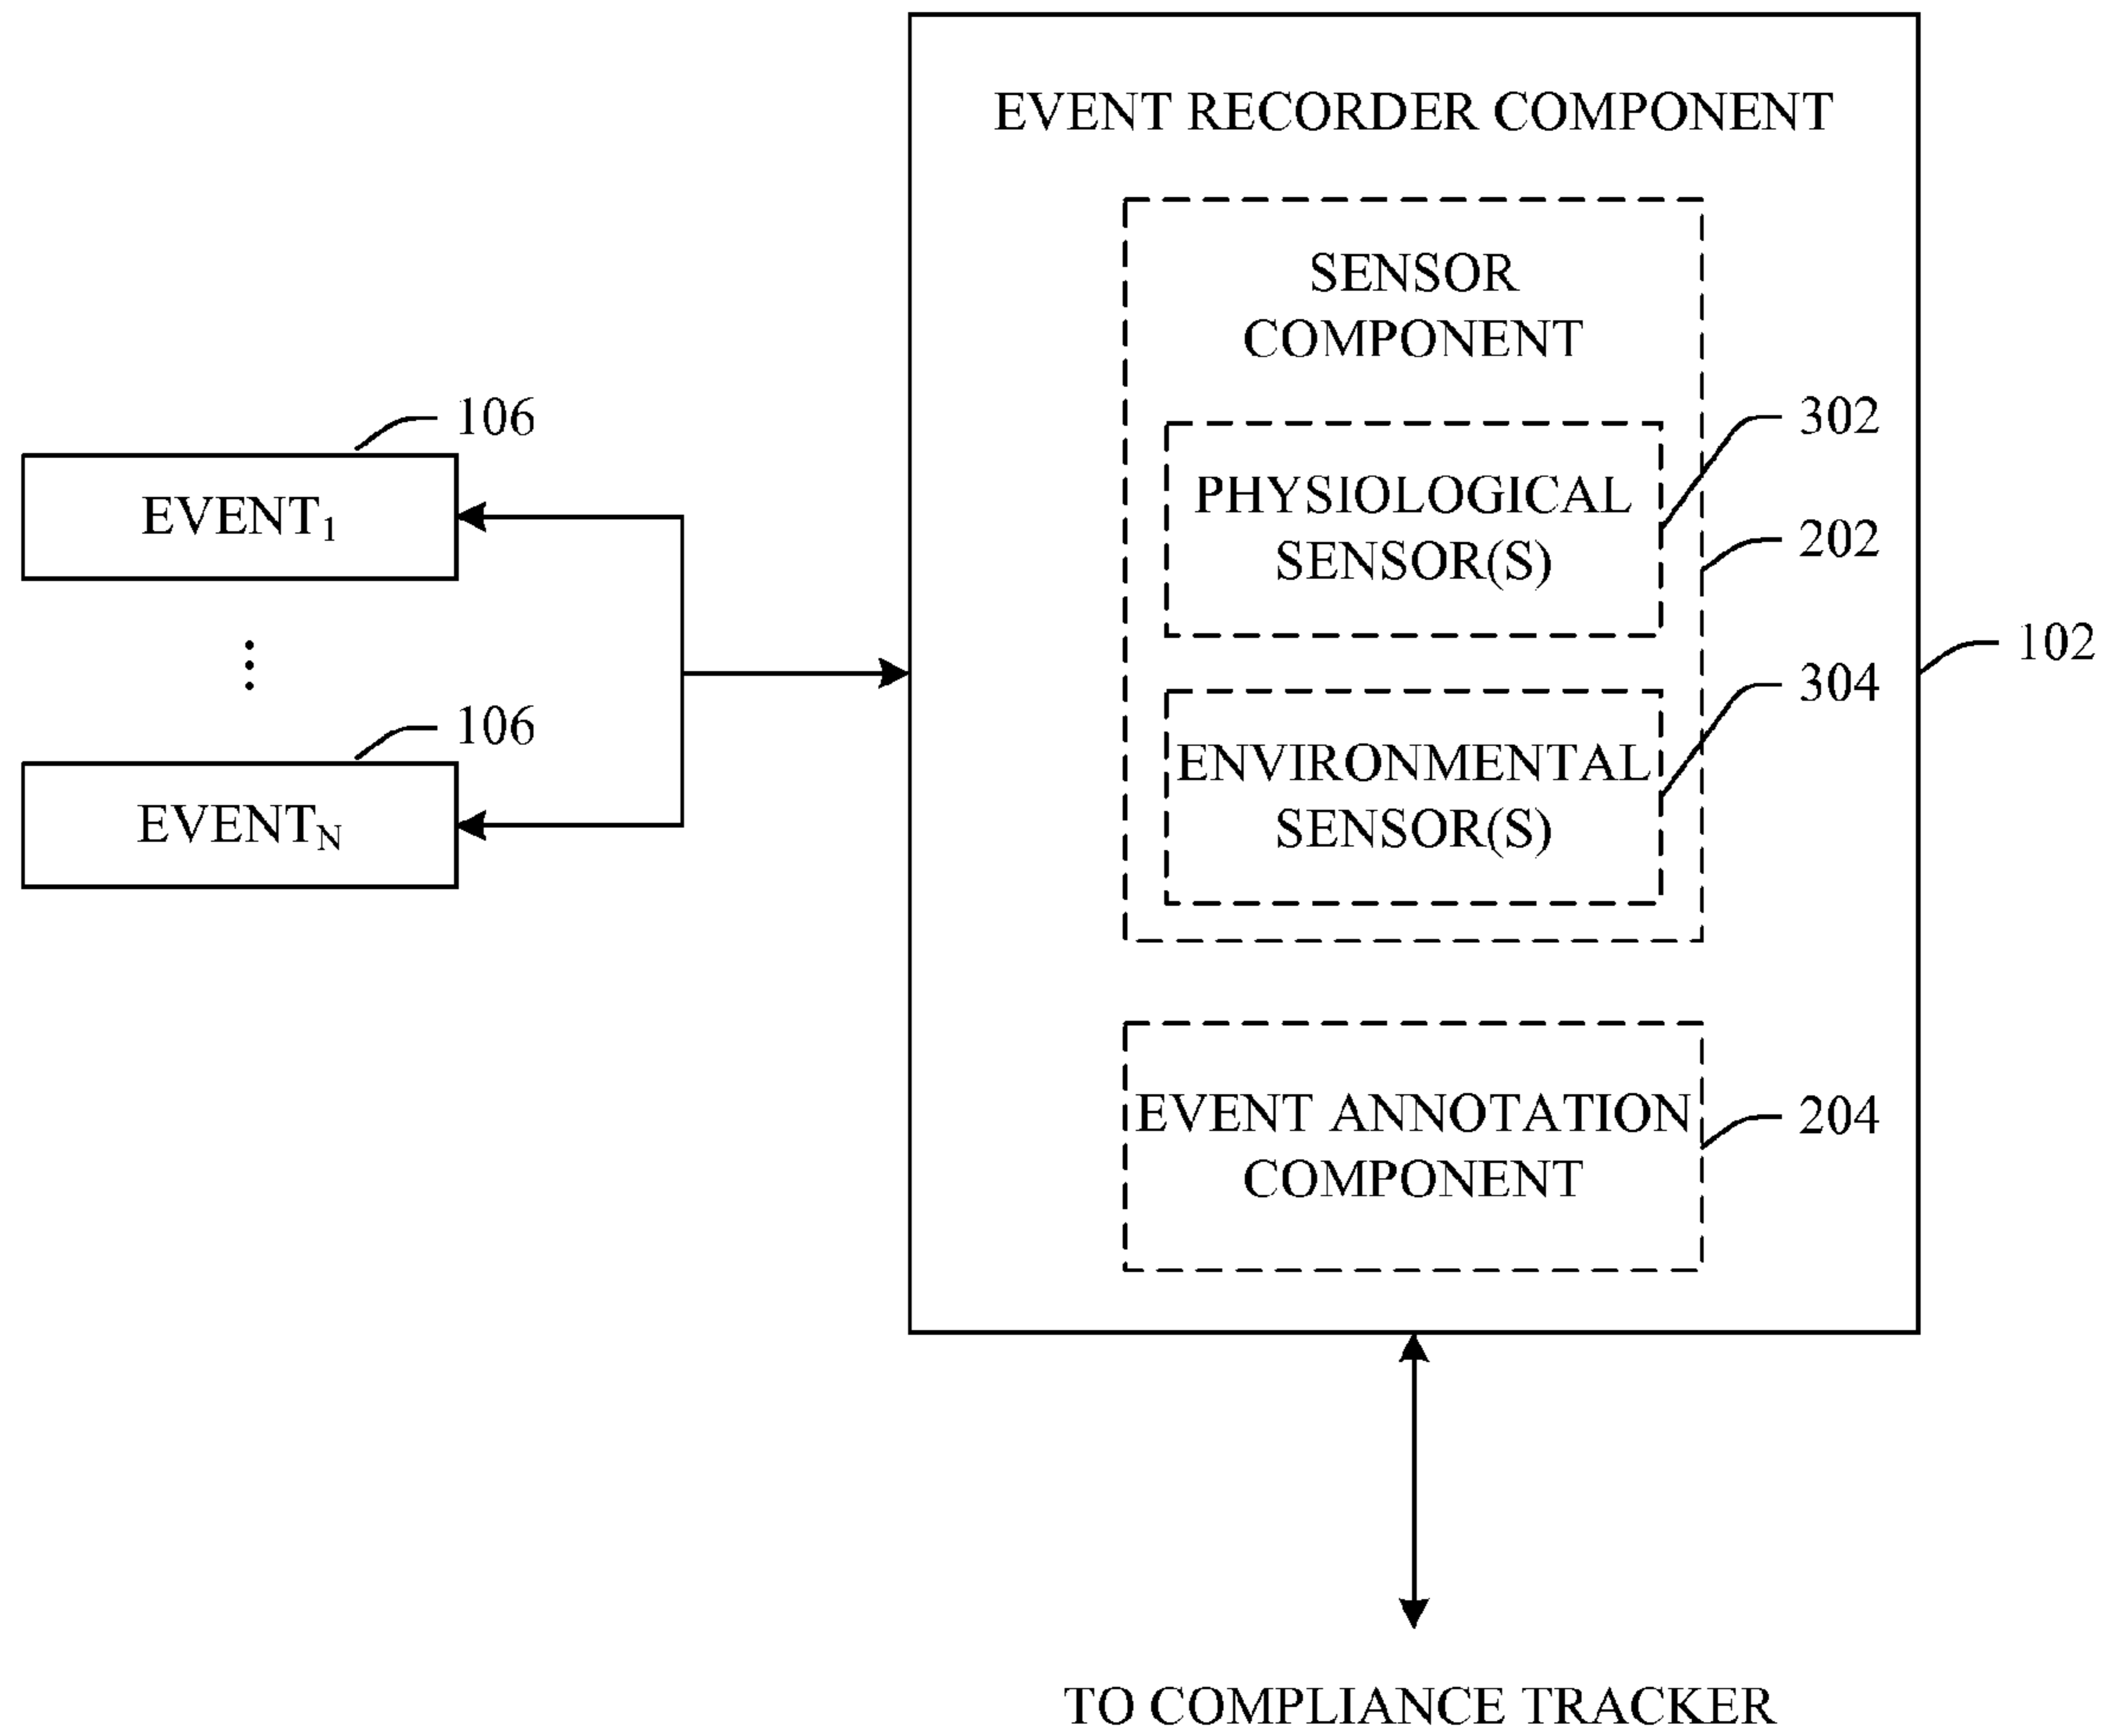 EVENT RECORDER COMPONENT
SENSOR
COMPONENT
106
302
PHYSIOLOGICAL
SENSOR(S)
EVENT₁
202
102
304
106
ENVIRONMENTAL
SENSOR(S)
EVENT_N
EVENT ANNOTATION
COMPONENT
204
TO COMPLIANCE TRACKER